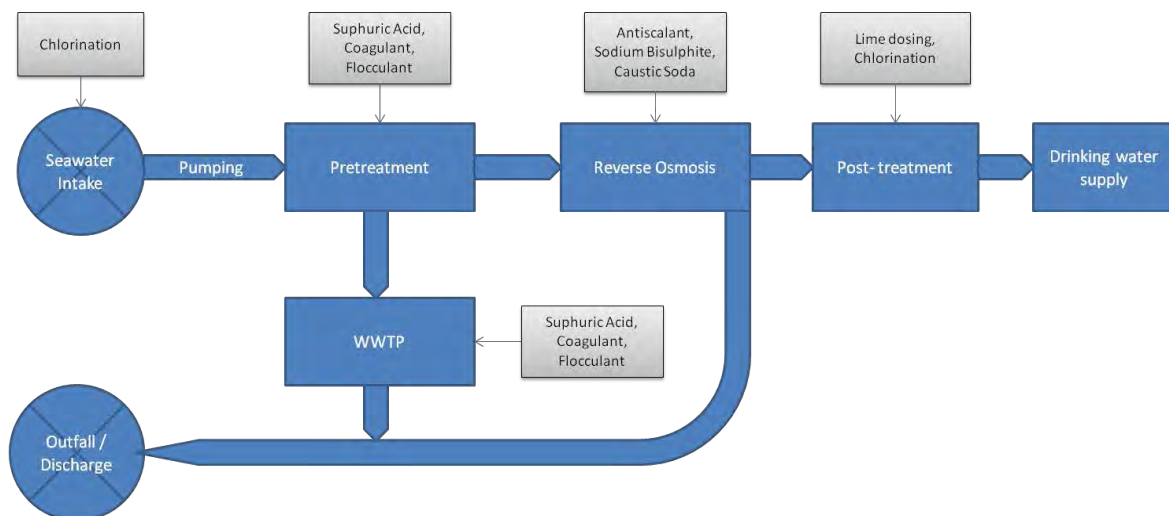 Chlorination
Suphuric Acid,
Coagulant,
Flocculant
Antiscalant,
Sodium Bisulphite,
Caustic Soda
Lime dosing,
Chlorination
Seawater
Intake
Pumping
Pretreatment
Reverse Osmosis
Post- treatment
Drinking water
supply
WWTP
Suphuric Acid,
Coagulant,
Flocculant
Outfall /
Discharge